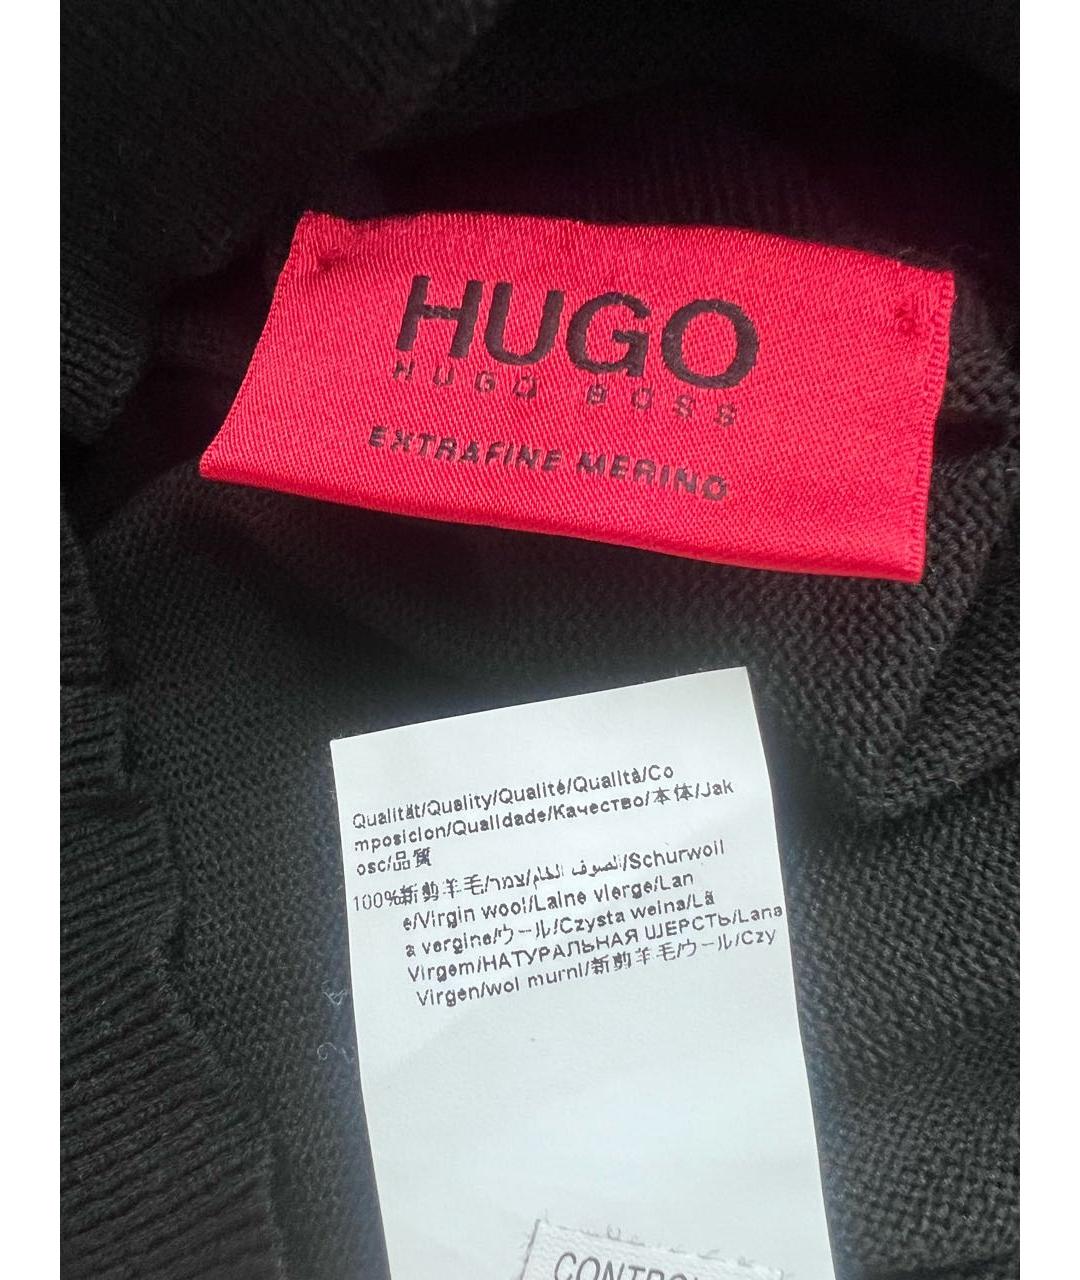 HUGO
HUGO BOSS
EXTRAFINE MERINO
Qualität/Quality/Qualité/Qualità/Co
mposicion/Qualidade/Качество/本体/Jak
osc/品質
100%新剪羊毛/צמר/الصوف الخام/Schurwoll
e/Virgin wool/Laine vierge/Lan
a vergine/ウール/Czysta welna/Lã
Virgem/НАТУРАЛЬНАЯ ШЕРСТЬ/Lana
Virgen/wol murni/新剪羊毛/ウール/Czy